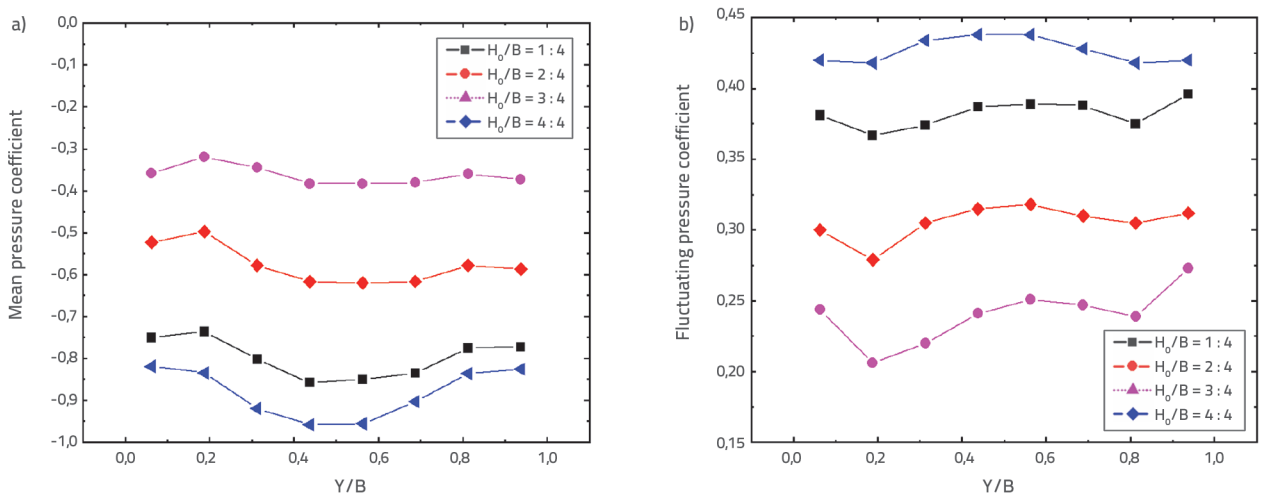 a)
Mean pressure coefficient
0,0
-0,1
-0,2
-0,3
-0,4
-0,5
-0,6
-0,7
-0,8
-0,9
-1,0
H₀/B = 1 : 4
H₀/B = 2 : 4
H₀/B = 3 : 4
H₀/B = 4 : 4
0,0 0,2 0,4 0,6 0,8 1,0
Y/B
b)
Fluctuating pressure coefficient
0,45
0,40
0,35
0,30
0,25
0,20
0,15
H₀/B = 1 : 4
H₀/B = 2 : 4
H₀/B = 3 : 4
H₀/B = 4 : 4
0,0 0,2 0,4 0,6 0,8 1,0
Y/B